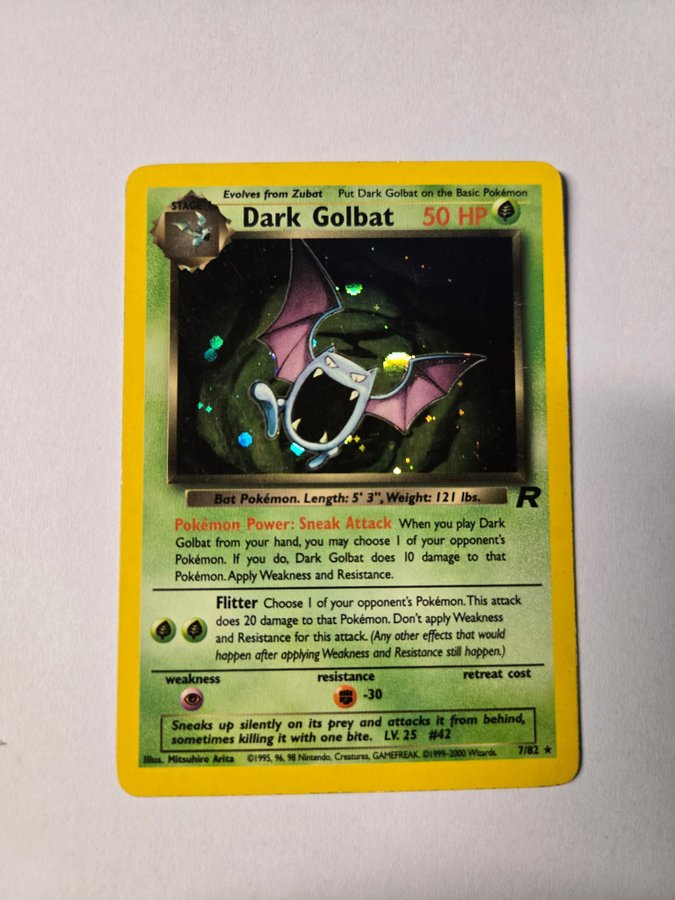 Evolves from Zubat Put Dark Golbat on the Basic Pokémon
STAGE
Dark Golbat 50 HP
Bat Pokémon. Length: 5' 3", Weight: 121 lbs.
R
Pokémon Power: Sneak Attack When you play Dark
Golbat from your hand, you may choose 1 of your opponent's
Pokémon. If you do, Dark Golbat does 10 damage to that
Pokémon. Apply Weakness and Resistance.
Flitter Choose 1 of your opponent's Pokémon. This attack
does 20 damage to that Pokémon. Don't apply Weakness
and Resistance for this attack. (Any other effects that would
happen after applying Weakness and Resistance still happen.)
weakness resistance retreat cost
-30
Sneaks up silently on its prey and attacks it from behind,
sometimes killing it with one bite. LV. 25 #42
Illus. Mitsuhiro Arita ©1995, 96, 98 Nintendo, Creatures, GAMEFREAK. ©1999-2000 Wizards. 7/82 ★